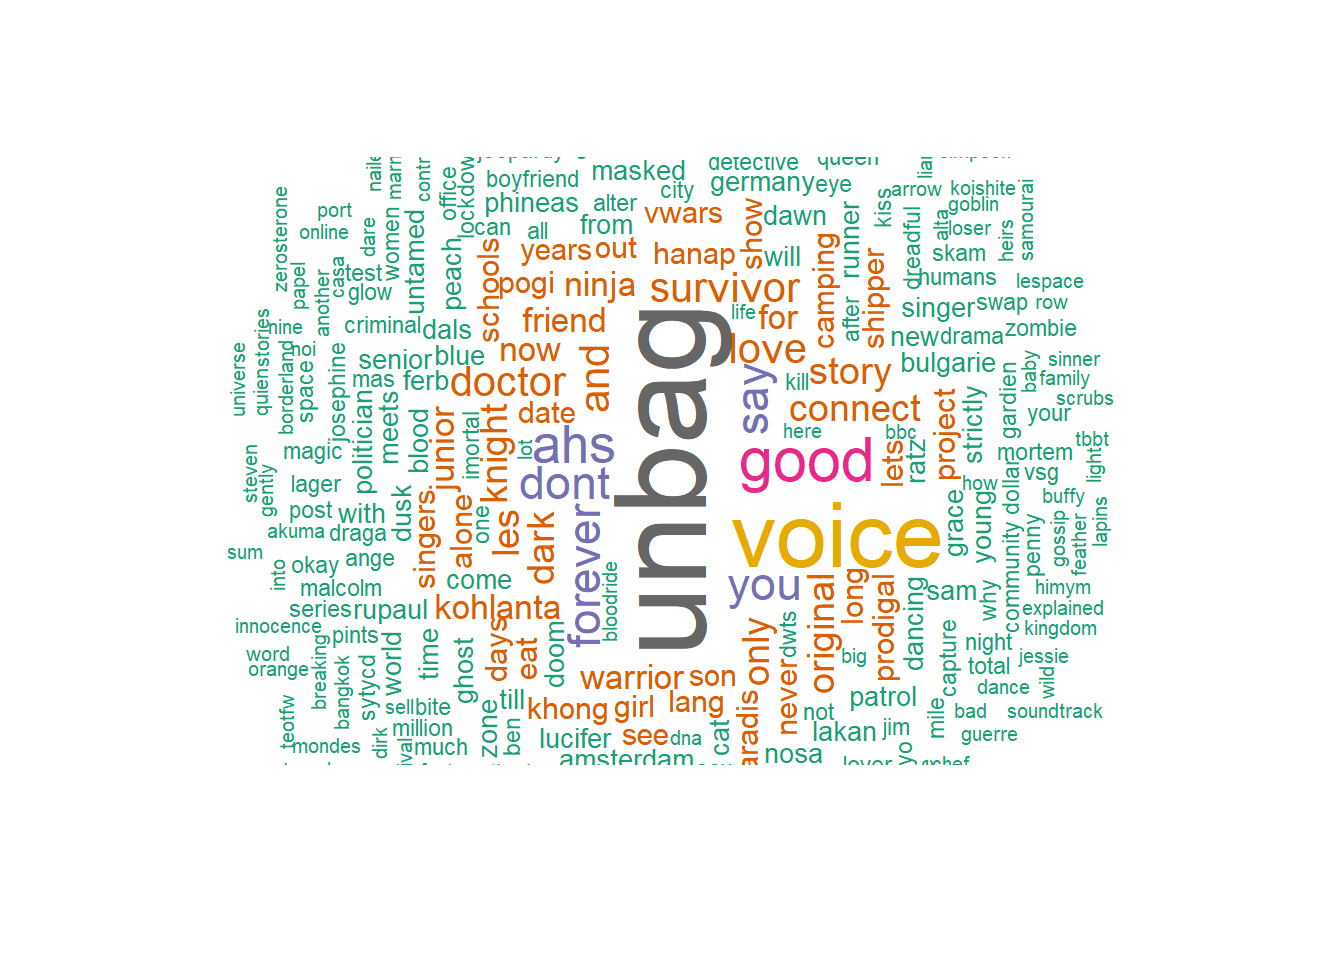 masked
detective
queen
boyfriend
city
germany
eye
arrow
koishite
phineas
alter
vwars
dawn
goblin
port
can
all
from
show
kiss
loser
online
office
lockdow
women
untamed
peach
years
out
hanap
will
runner
dreadful
alta
skam
heirs
samourai
zerosterone
dare
test
casa
papel
glow
schools
pogi
ninja
survivor
camping
shipper
humans
lespace
another
nine
criminal
dals
friend
life
for
after
singer
swap
row
universe
quienstories
borderland
space
noi
josephine
senior
blue
now
love
new
drama
zombie
mas
ferb
doctor
and
unbag
say
kill
story
bulgarie
baby
sinner
family
scrubs
politician
meets
blood
junior
date
connect
project
strictly
gardien
your
magic
imortal
knight
lot
ahs
here
bbc
good
lets
ratz
mortem
tbbt
light
steven
gently
lager
dont
how
vsg
post
with
dusk
one
voice
grace
young
dollar
buffy
akuma
draga
singers
alone
les
dark
forever
community
penny
gossip
feather
lapins
sum
into
okay
ange
come
bloodride
you
original
long
sam
why
himym
malcolm
series
rupaul
kohlanta
prodigal
dancing
explained
innocence
pints
days
eat
doom
only
dwts
kingdom
word
orange
breaking
world
time
ghost
warrior
son
never
big
capture
night
total
jessie
bangkok
sytycd
sell
bite
till
khong
girl
lang
not
patrol
dance
wild
teotfw
million
zone
ben
lucifer
see
dna
cat
aradis
lakan
jim
mile
bad
soundtrack
mondes
dirk
ival
much
amsterdam
nosa
yo
guerre